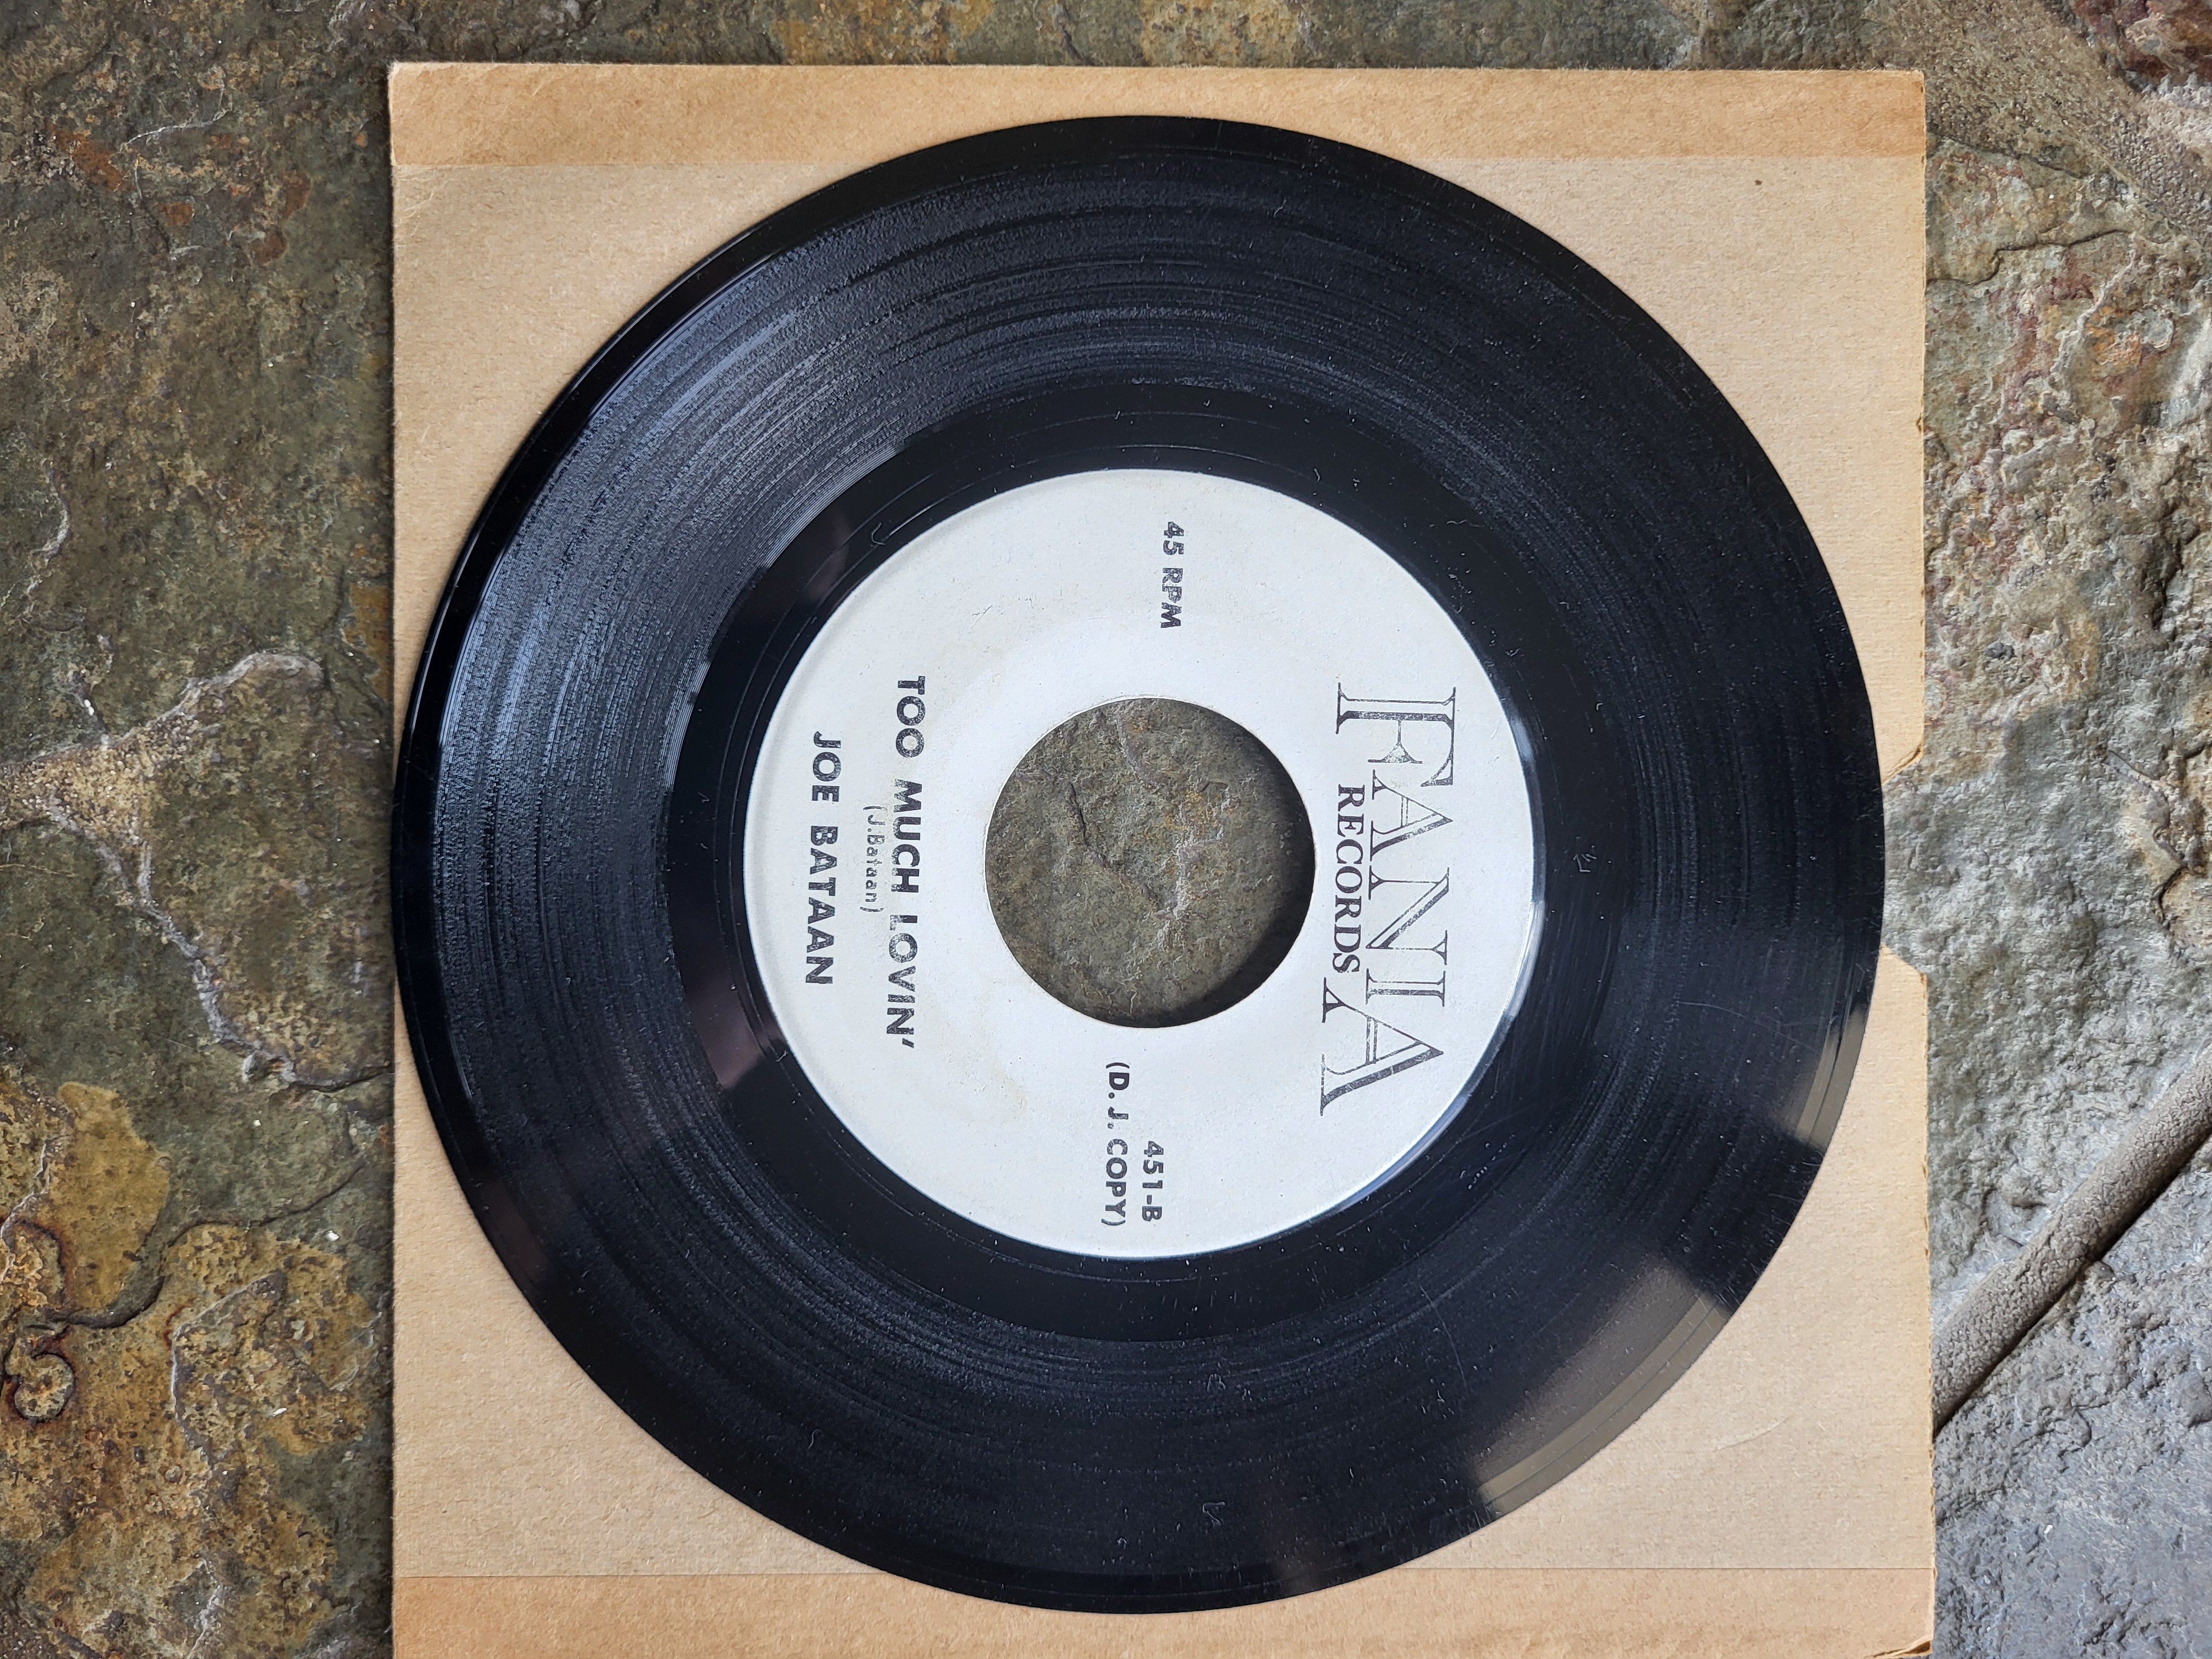 FANIA
RECORDS
45 RPM
451-B
(D.J. COPY)
TOO MUCH LOVIN'
(J.Bataan)
JOE BATAAN